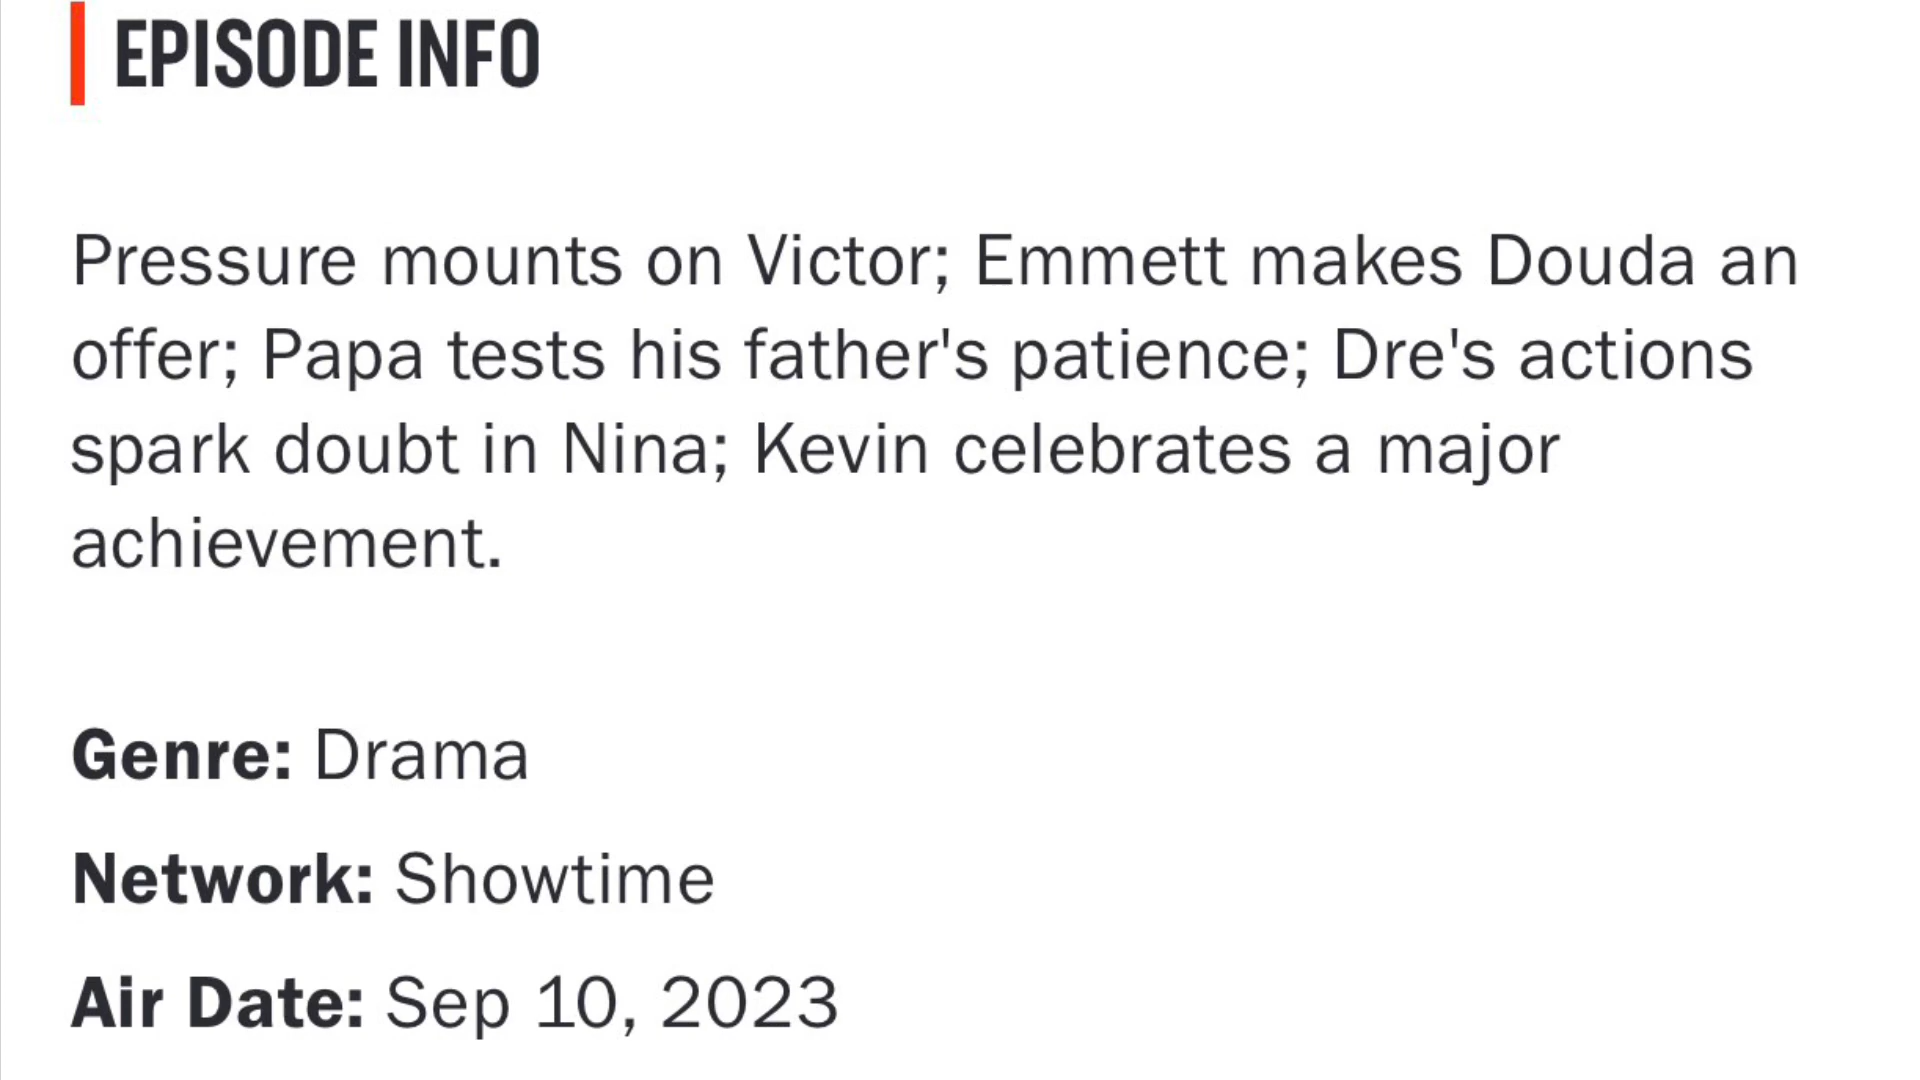 EPISODE INFO
Pressure mounts on Victor; Emmett makes Douda an
offer; Papa tests his father's patience; Dre's actions
spark doubt in Nina; Kevin celebrates a major
achievement.
Genre: Drama
Network: Showtime
Air Date: Sep 10, 2023